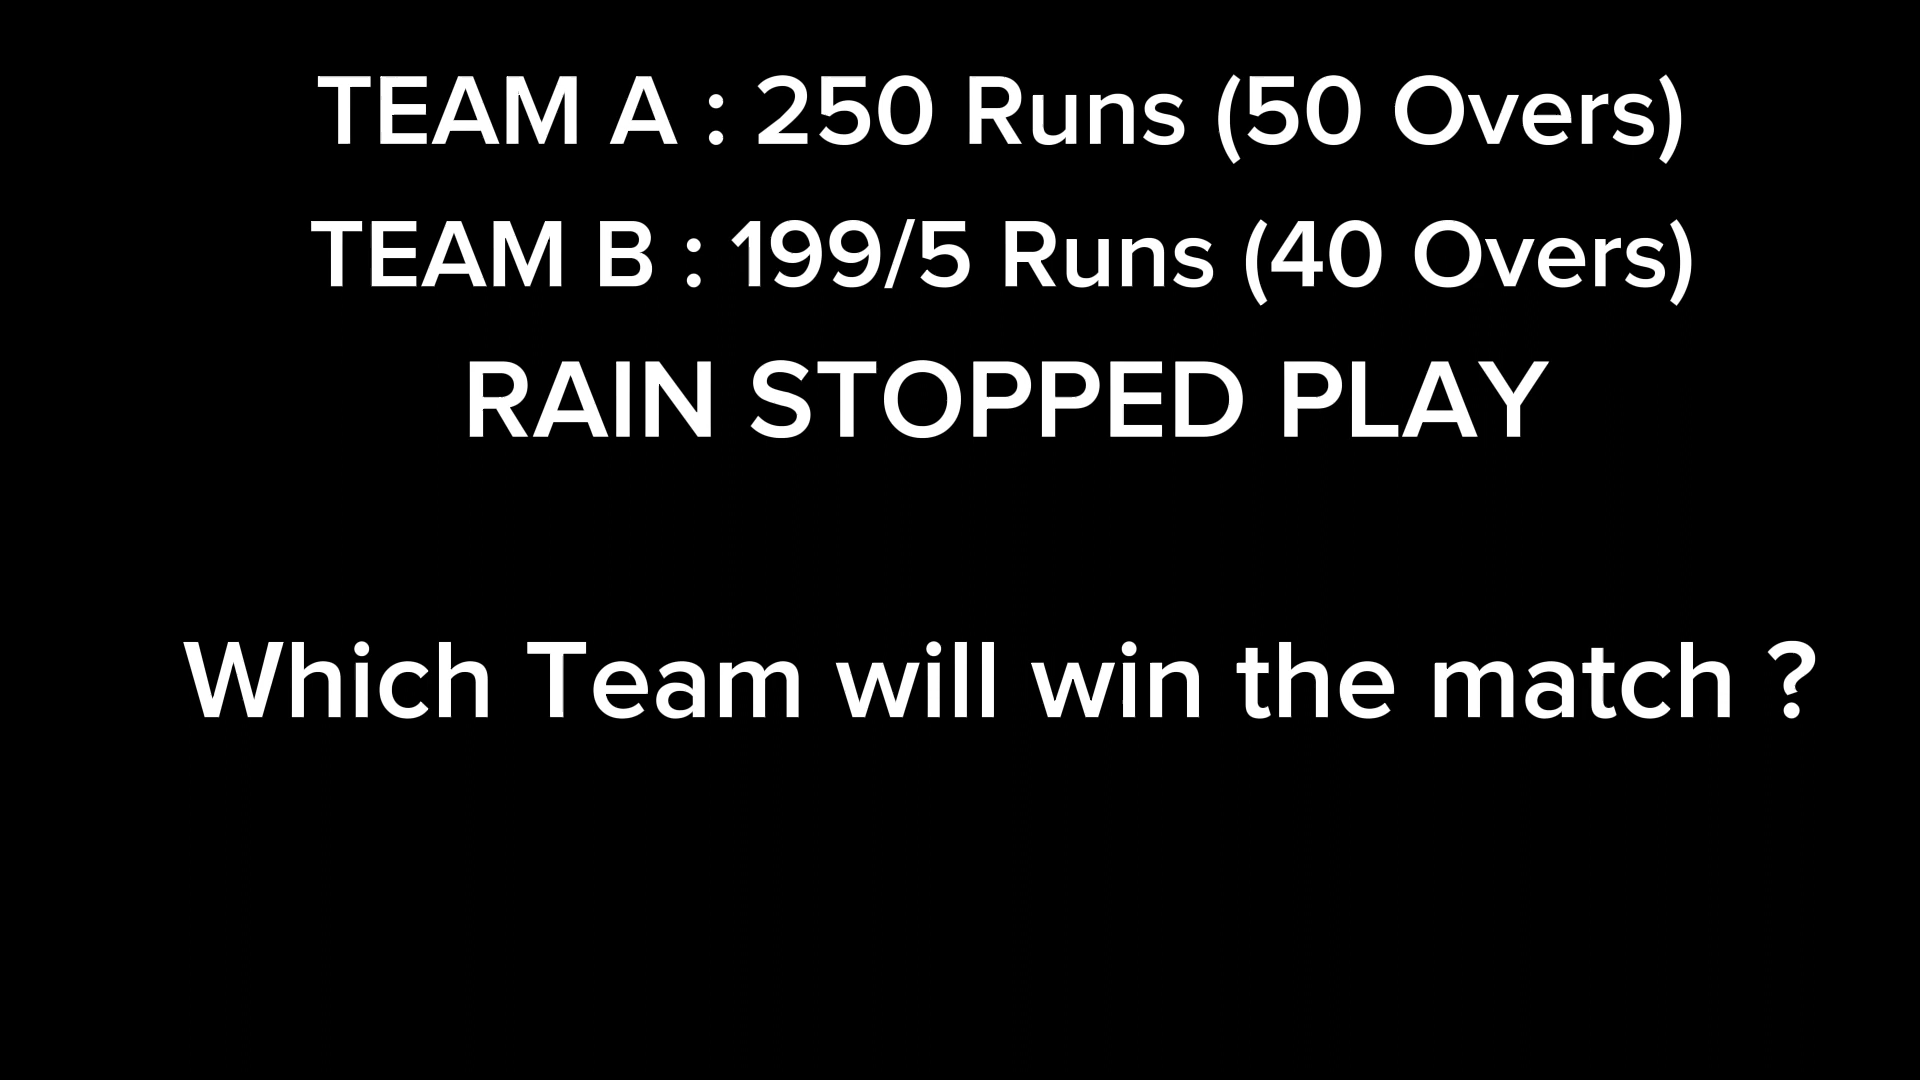 TEAM A : 250 Runs (50 Overs)
TEAM B : 199/5 Runs (40 Overs)
RAIN STOPPED PLAY
Which Team will win the match ?